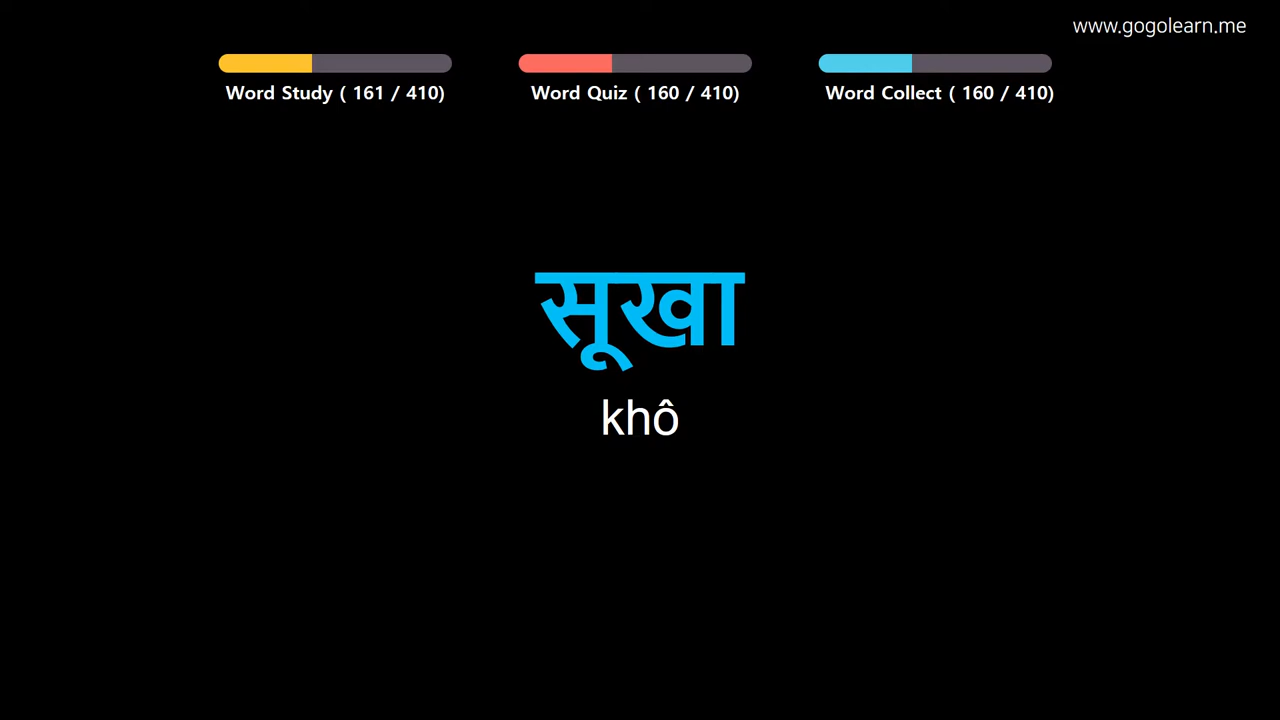 www.gogolearn.me
Word Study ( 161 / 410)
Word Quiz ( 160 / 410)
Word Collect ( 160 / 410)
सूखा
khô